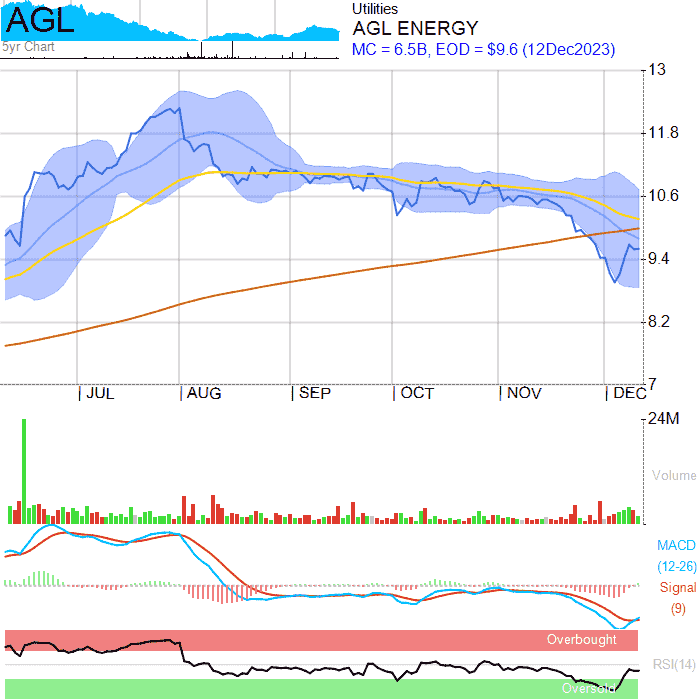 AGL
5yr Chart
Utilities
AGL ENERGY
MC = 6.5B, EOD = $9.6 (12Dec2023)
13
11.8
10.6
9.4
8.2
7
JUL AUG SEP OCT NOV DEC
24M
Volume
MACD
(12-26)
Signal
(9)
Overbought
RSI(14)
Oversold